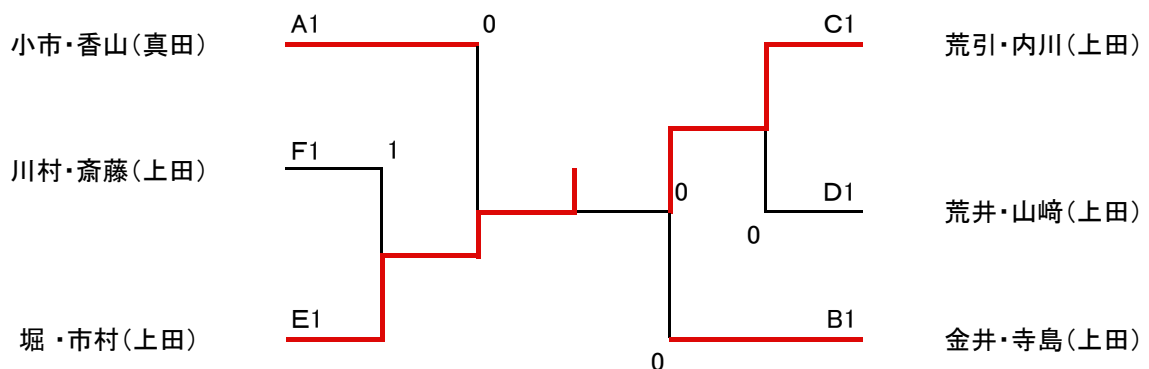 A1
0
C1
小市・香山(真田)
荒引・内川(上田)
F1
1
川村・斎藤(上田)
0
D1
荒井・山﨑(上田)
0
E1
B1
堀 ・市村(上田)
金井・寺島(上田)
0